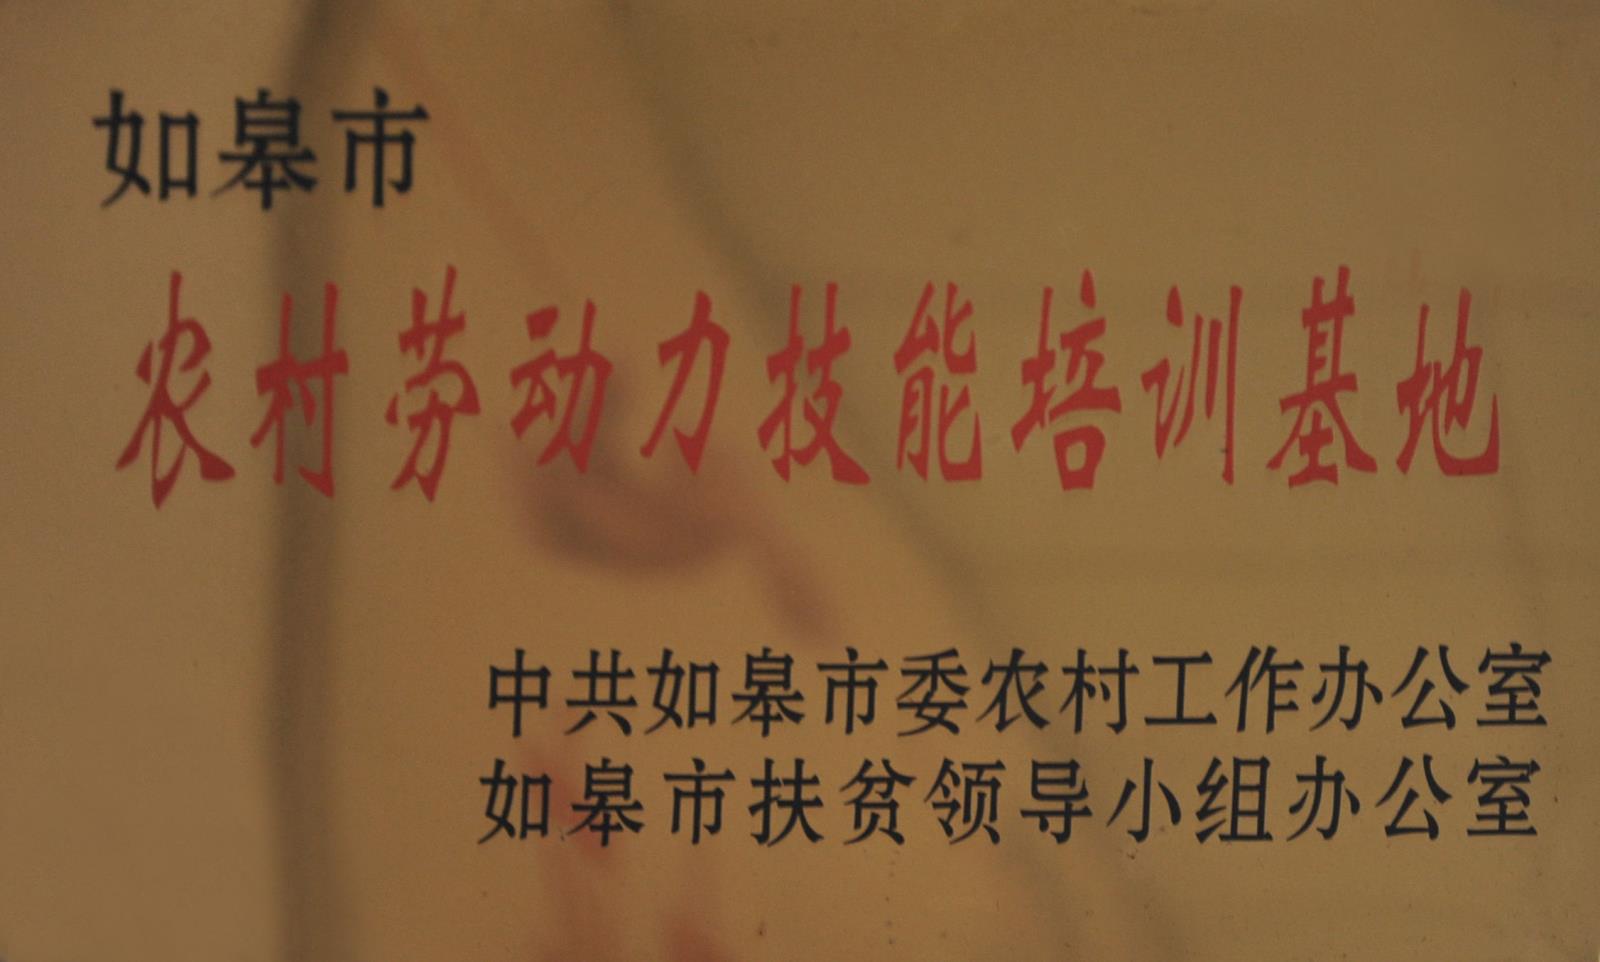 如皋市
农村劳动力技能培训基地
中共如皋市委农村工作办公室
如皋市扶贫领导小组办公室